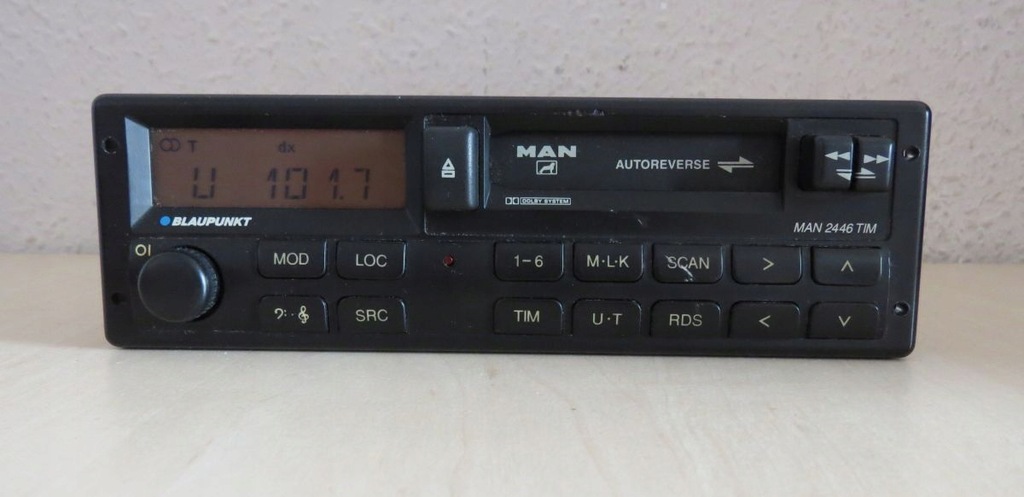 T dx
U 101.7
BLAUPUNKT
MAN
AUTOREVERSE
DOLBY SYSTEM
MAN 2446 TIM
MOD LOC 1-6 M·L·K SCAN > ^
SRC TIM U·T RDS < v